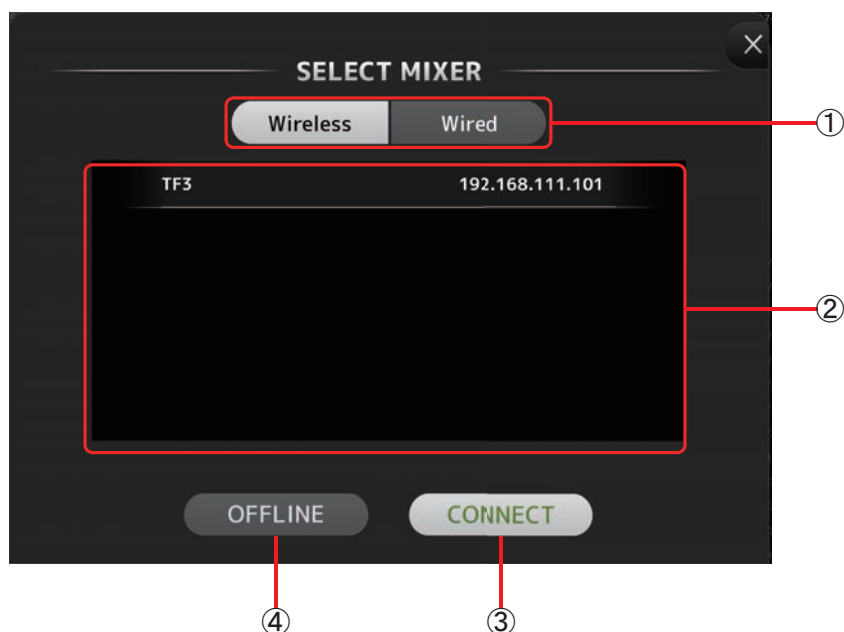 SELECT MIXER
Wireless Wired
①
TF3 192.168.111.101
②
OFFLINE CONNECT
④ ③